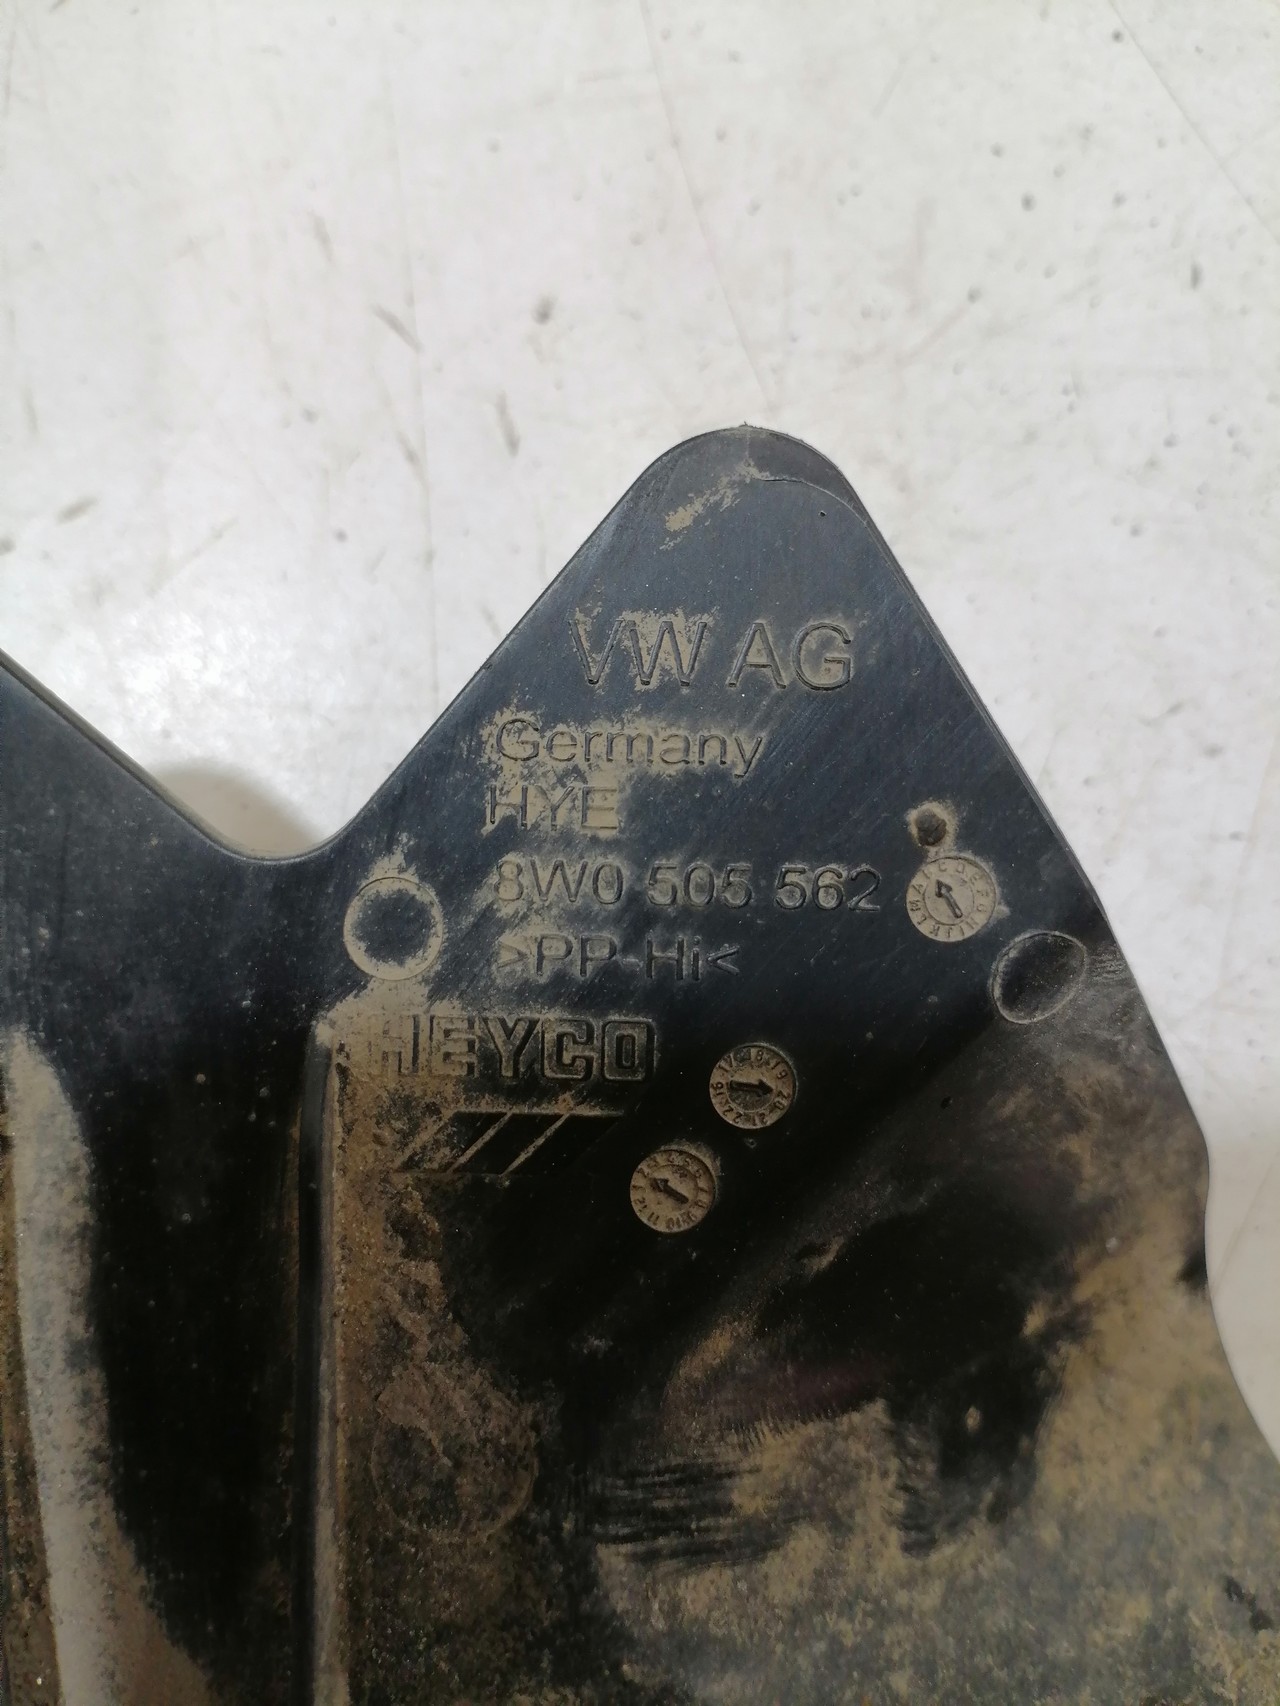 VW AG
Germany
HYE
8W0 505 562
>PP-Hi<
HEYCO